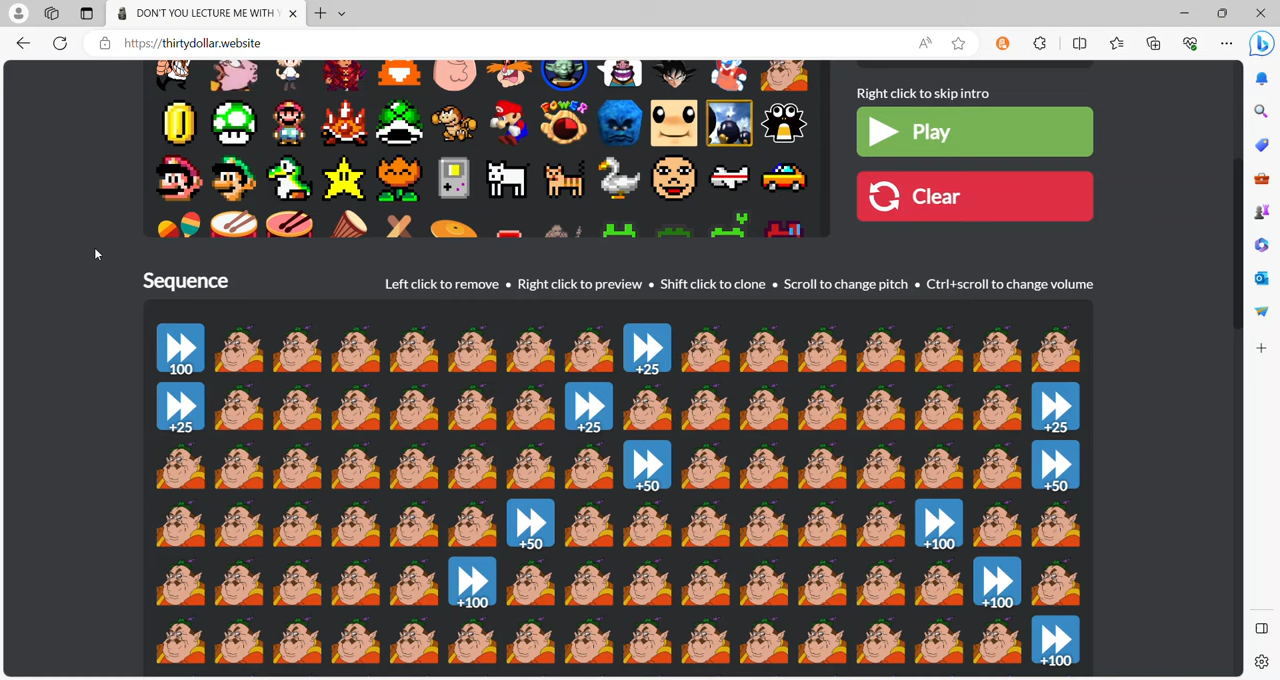 DON'T YOU LECTURE ME WITH Y
https://thirtydollar.website
Right click to skip intro
Play
POWER
Clear
Sequence
Left click to remove • Right click to preview • Shift click to clone • Scroll to change pitch • Ctrl+scroll to change volume
100 +25
+25 +25 +25
+50 +50
+50 +100
+100 +100
+100